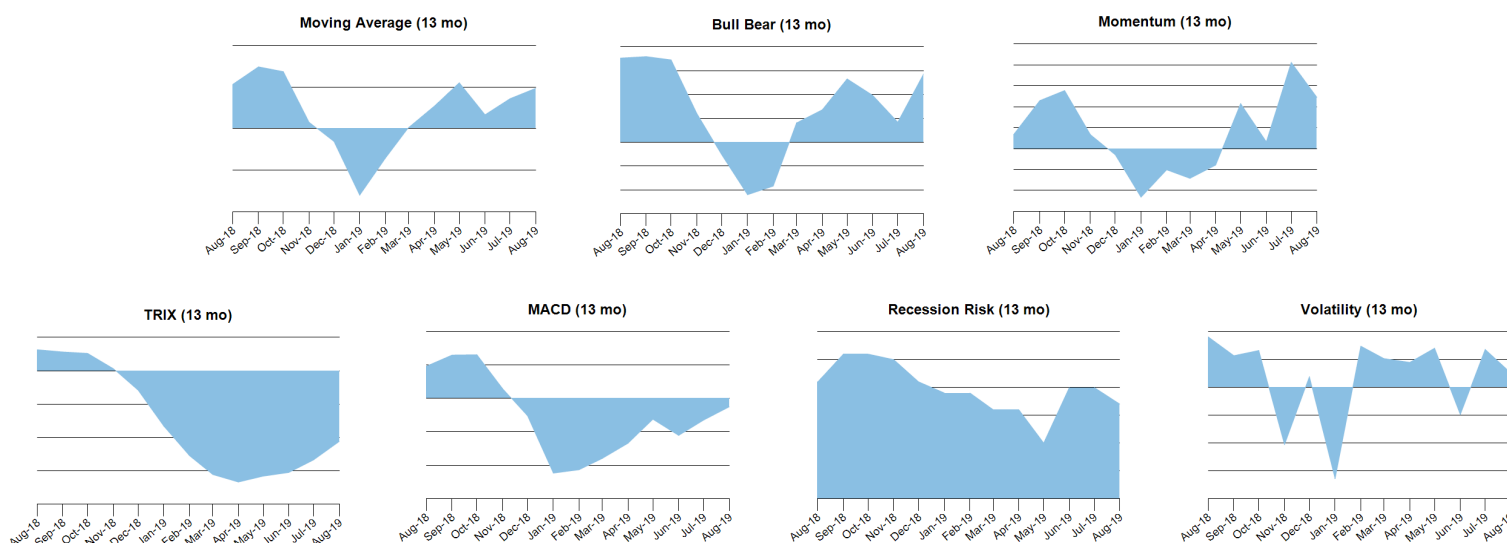 Moving Average (13 mo)
Aug-18 Sep-18 Oct-18 Nov-18 Dec-18 Jan-19 Feb-19 Mar-19 Apr-19 May-19 Jun-19 Jul-19 Aug-19
Bull Bear (13 mo)
Aug-18 Sep-18 Oct-18 Nov-18 Dec-18 Jan-19 Feb-19 Mar-19 Apr-19 May-19 Jun-19 Jul-19 Aug-19
Momentum (13 mo)
Aug-18 Sep-18 Oct-18 Nov-18 Dec-18 Jan-19 Feb-19 Mar-19 Apr-19 May-19 Jun-19 Jul-19 Aug-19
TRIX (13 mo)
Aug-18 Sep-18 Oct-18 Nov-18 Dec-18 Jan-19 Feb-19 Mar-19 Apr-19 May-19 Jun-19 Jul-19 Aug-19
MACD (13 mo)
Aug-18 Sep-18 Oct-18 Nov-18 Dec-18 Jan-19 Feb-19 Mar-19 Apr-19 May-19 Jun-19 Jul-19 Aug-19
Recession Risk (13 mo)
Aug-18 Sep-18 Oct-18 Nov-18 Dec-18 Jan-19 Feb-19 Mar-19 Apr-19 May-19 Jun-19 Jul-19 Aug-19
Volatility (13 mo)
Aug-18 Sep-18 Oct-18 Nov-18 Dec-18 Jan-19 Feb-19 Mar-19 Apr-19 May-19 Jun-19 Jul-19